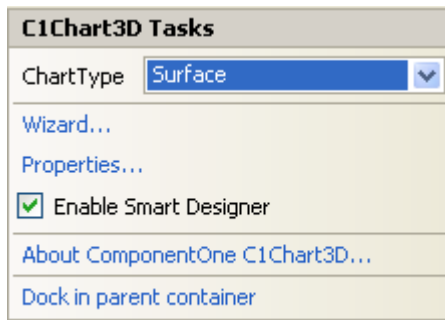 C1Chart3D Tasks
ChartType Surface
Wizard...
Properties...
Enable Smart Designer
About ComponentOne C1Chart3D...
Dock in parent container